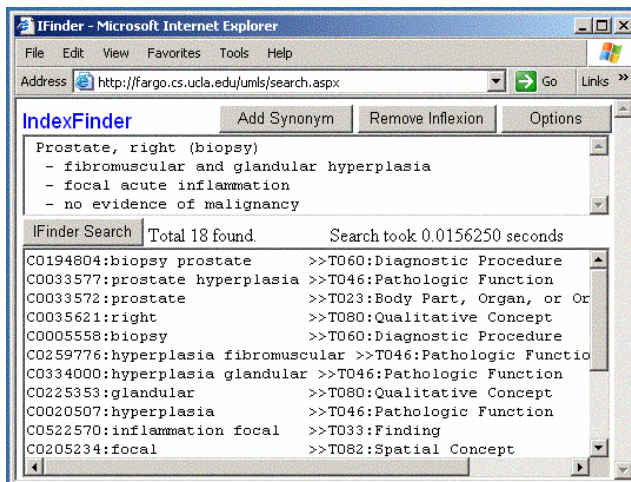 IFinder - Microsoft Internet Explorer
File Edit View Favorites Tools Help
Address http://fargo.cs.ucla.edu/umls/search.aspx Go Links »
IndexFinder Add Synonym Remove Inflexion Options
Prostate, right (biopsy)
- fibromuscular and glandular hyperplasia
- focal acute inflammation
- no evidence of malignancy
IFinder Search Total 18 found. Search took 0.0156250 seconds
C0194804:biopsy prostate >>T060:Diagnostic Procedure
C0033577:prostate hyperplasia >>T046:Pathologic Function
C0033572:prostate >>T023:Body Part, Organ, or Or
C0035621:right >>T080:Qualitative Concept
C0005558:biopsy >>T060:Diagnostic Procedure
C0259776:hyperplasia fibromuscular >>T046:Pathologic Functio
C0334000:hyperplasia glandular >>T046:Pathologic Function
C0225353:glandular >>T080:Qualitative Concept
C0020507:hyperplasia >>T046:Pathologic Function
C0522570:inflammation focal >>T033:Finding
C0205234:focal >>T082:Spatial Concept